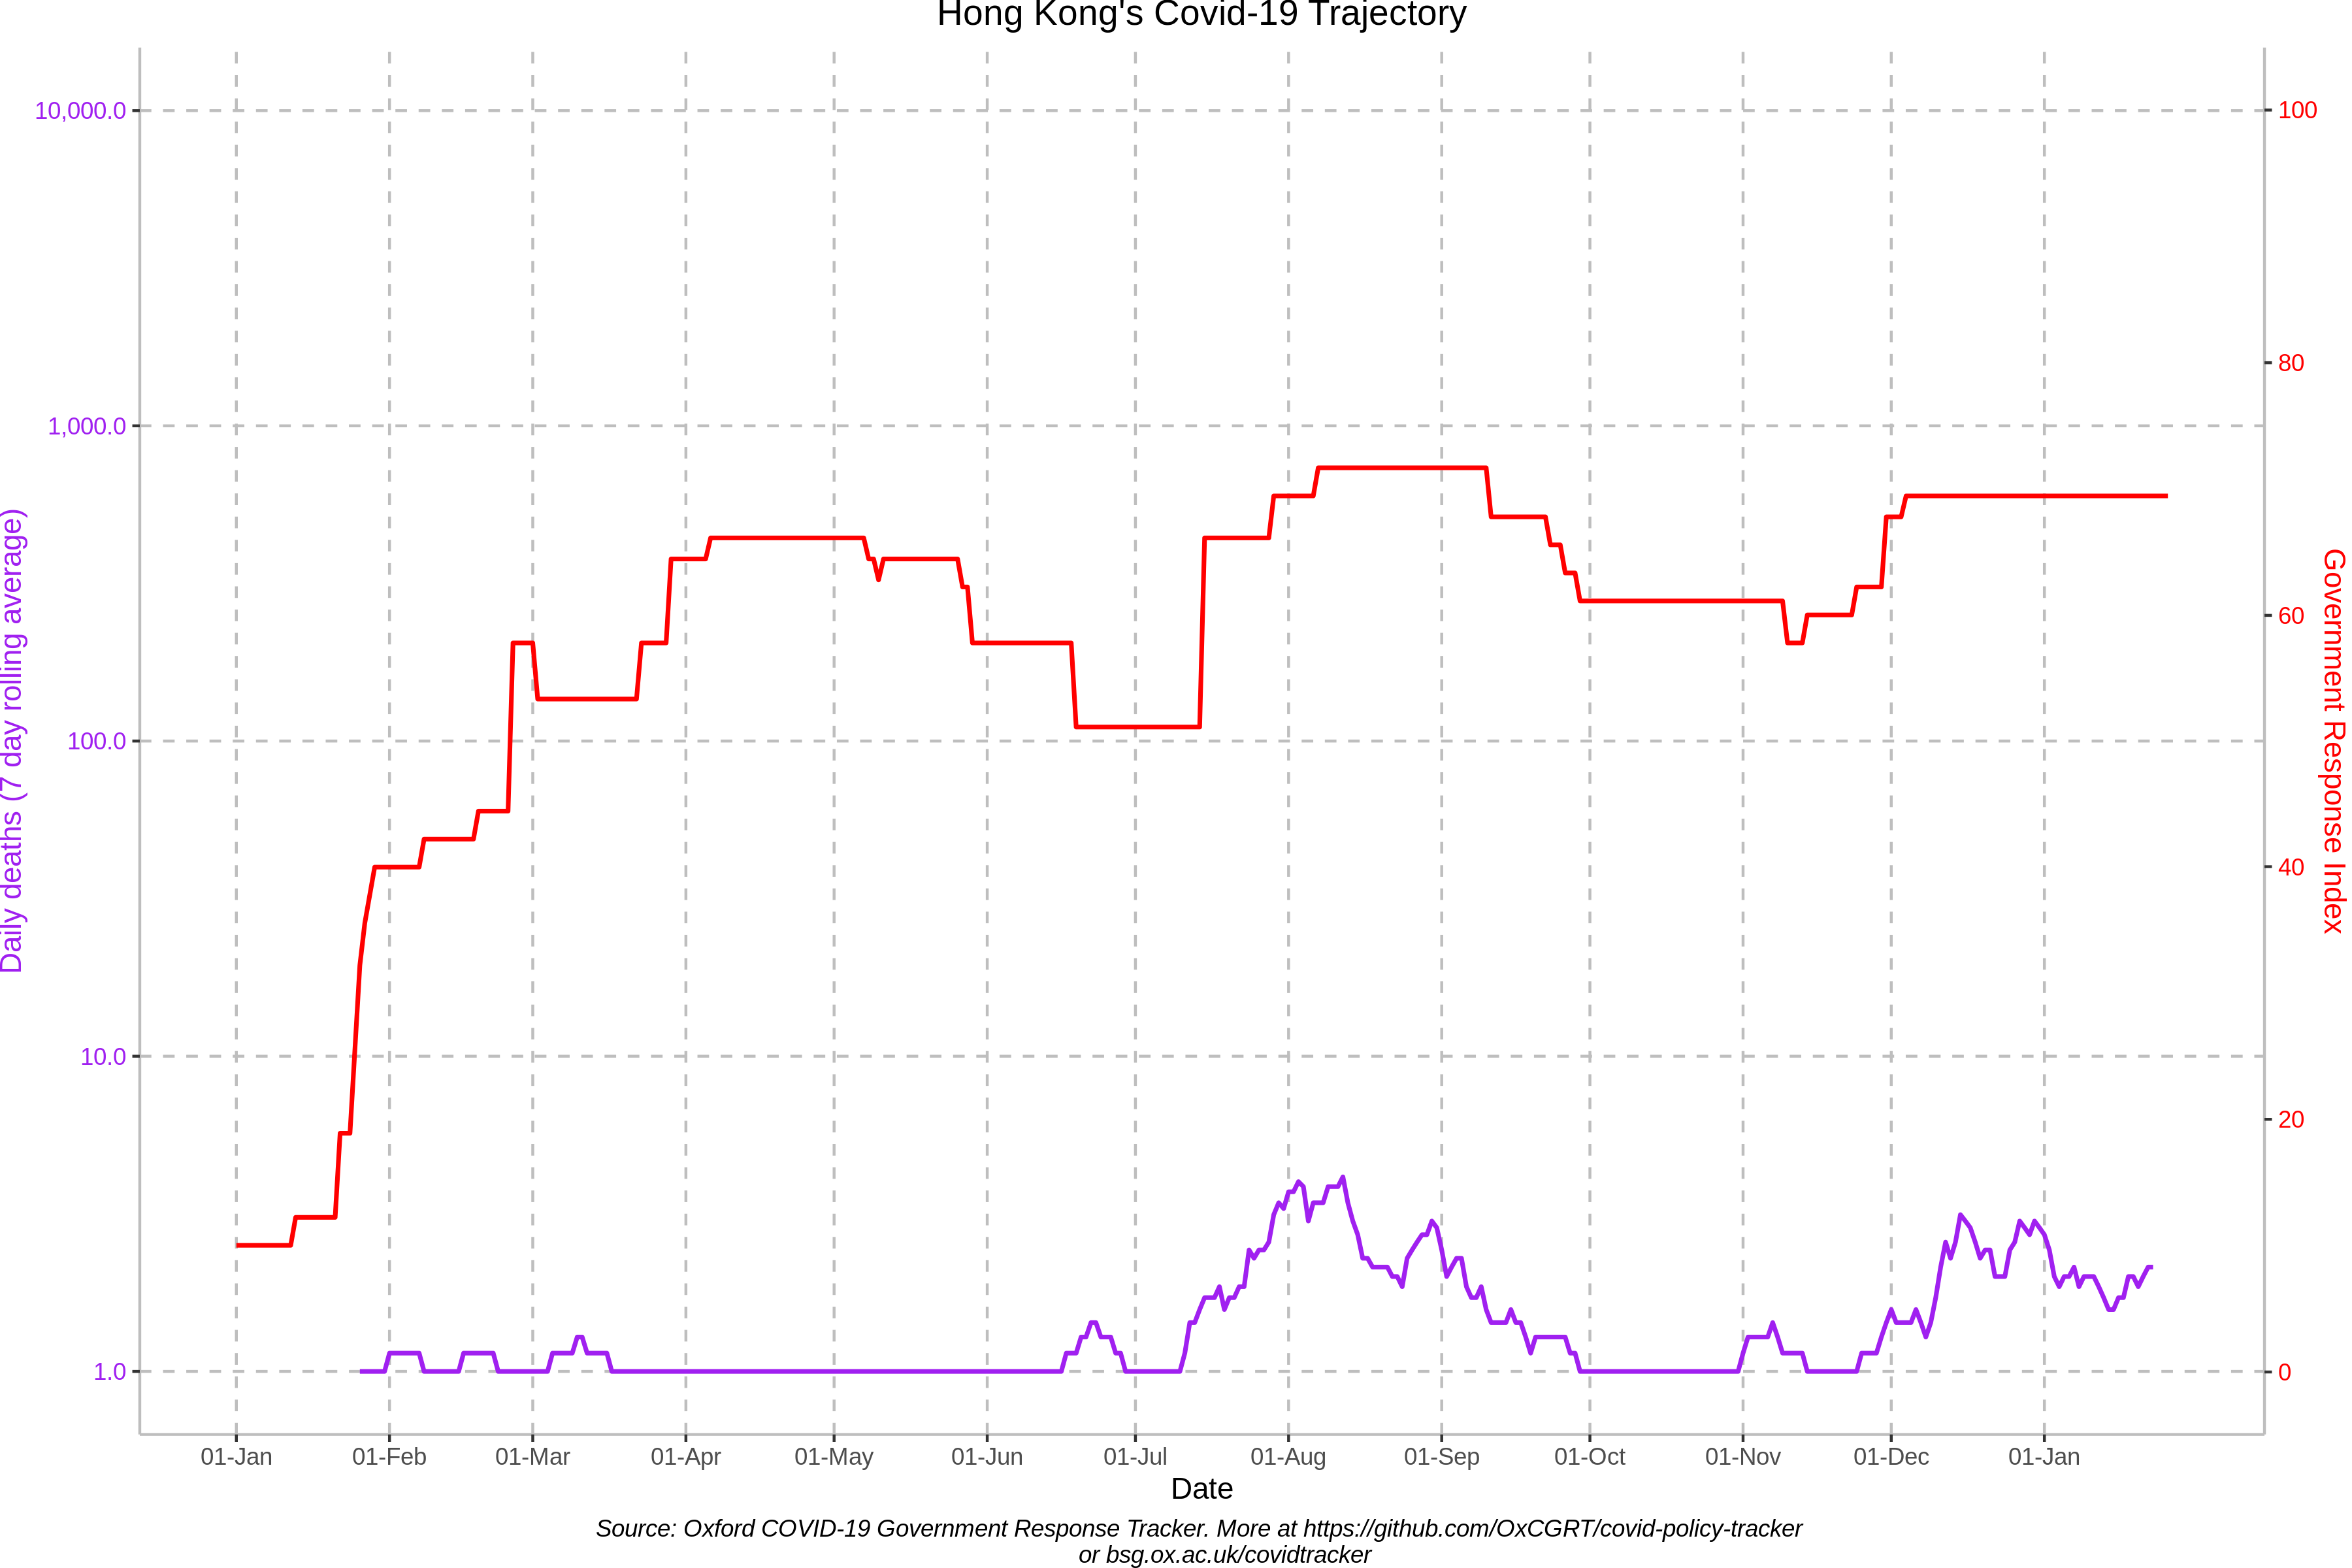 Hong Kong's Covid-19 Trajectory
10,000.0
1,000.0
100.0
10.0
1.0
Daily deaths (7 day rolling average)
100
80
60
40
20
0
Government Response Index
01-Jan 01-Feb 01-Mar 01-Apr 01-May 01-Jun 01-Jul 01-Aug 01-Sep 01-Oct 01-Nov 01-Dec 01-Jan
Date
Source: Oxford COVID-19 Government Response Tracker. More at https://github.com/OxCGRT/covid-policy-tracker
or bsg.ox.ac.uk/covidtracker